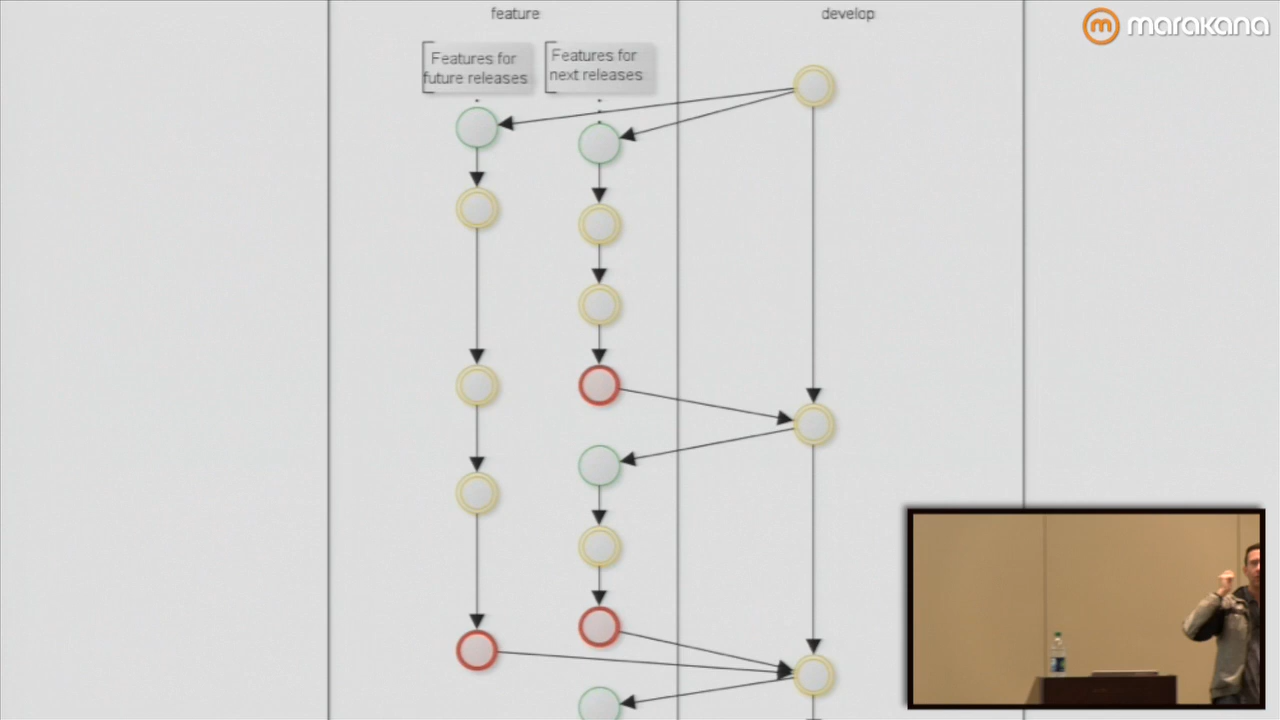 feature
develop
marakana
Features for
future releases
Features for
next releases